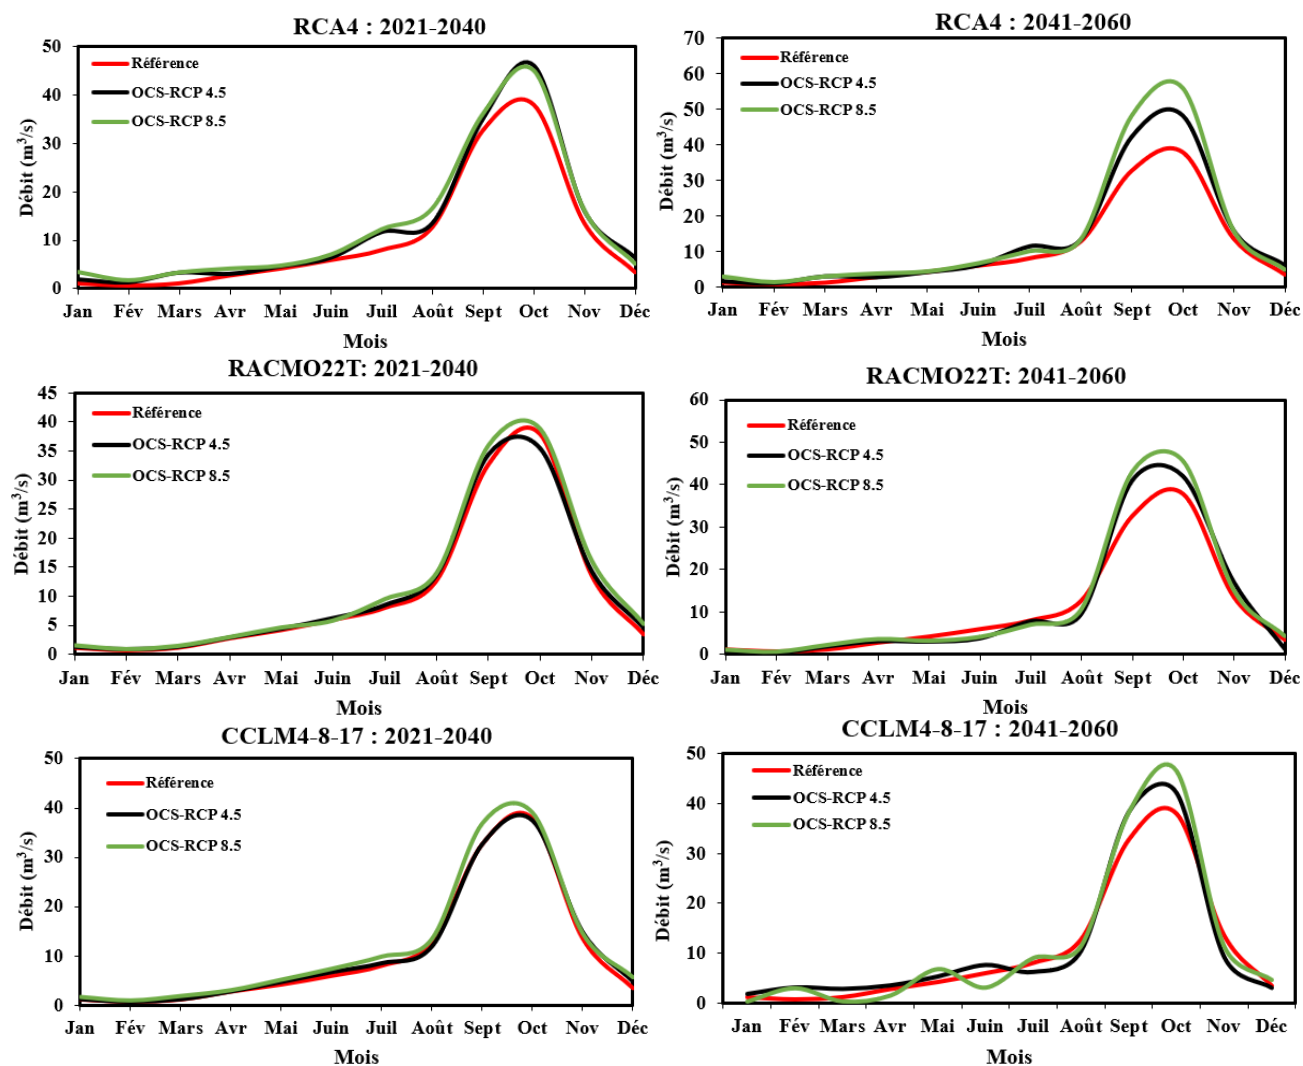 RCA4 : 2021-2040
50
40
30
20
10
0
Débit (m³/s)
Référence
OCS-RCP 4.5
OCS-RCP 8.5
Jan Fév Mars Avr Mai Juin Juil Août Sept Oct Nov Déc
Mois
RCA4 : 2041-2060
70
60
50
40
30
20
10
0
Débit (m³/s)
Référence
OCS-RCP 4.5
OCS-RCP 8.5
Jan Fév Mars Avr Mai Juin Juil Août Sept Oct Nov Déc
Mois
RACMO22T: 2021-2040
45
40
35
30
25
20
15
10
5
0
Débit (m³/s)
Référence
OCS-RCP 4.5
OCS-RCP 8.5
Jan Fév Mars Avr Mai Juin Juil Août Sept Oct Nov Déc
Mois
RACMO22T: 2041-2060
60
50
40
30
20
10
0
Débit (m³/s)
Référence
OCS-RCP 4.5
OCS-RCP 8.5
Jan Fév Mars Avr Mai Juin Juil Août Sept Oct Nov Déc
Mois
CCLM4-8-17 : 2021-2040
50
40
30
20
10
0
Débit (m³/s)
Référence
OCS-RCP 4.5
OCS-RCP 8.5
Jan Fév Mars Avr Mai Juin Juil Août Sept Oct Nov Déc
Mois
CCLM4-8-17 : 2041-2060
50
40
30
20
10
0
Débit (m³/s)
Référence
OCS-RCP 4.5
OCS-RCP 8.5
Jan Fév Mars Avr Mai Juin Juil Août Sept Oct Nov Déc
Mois